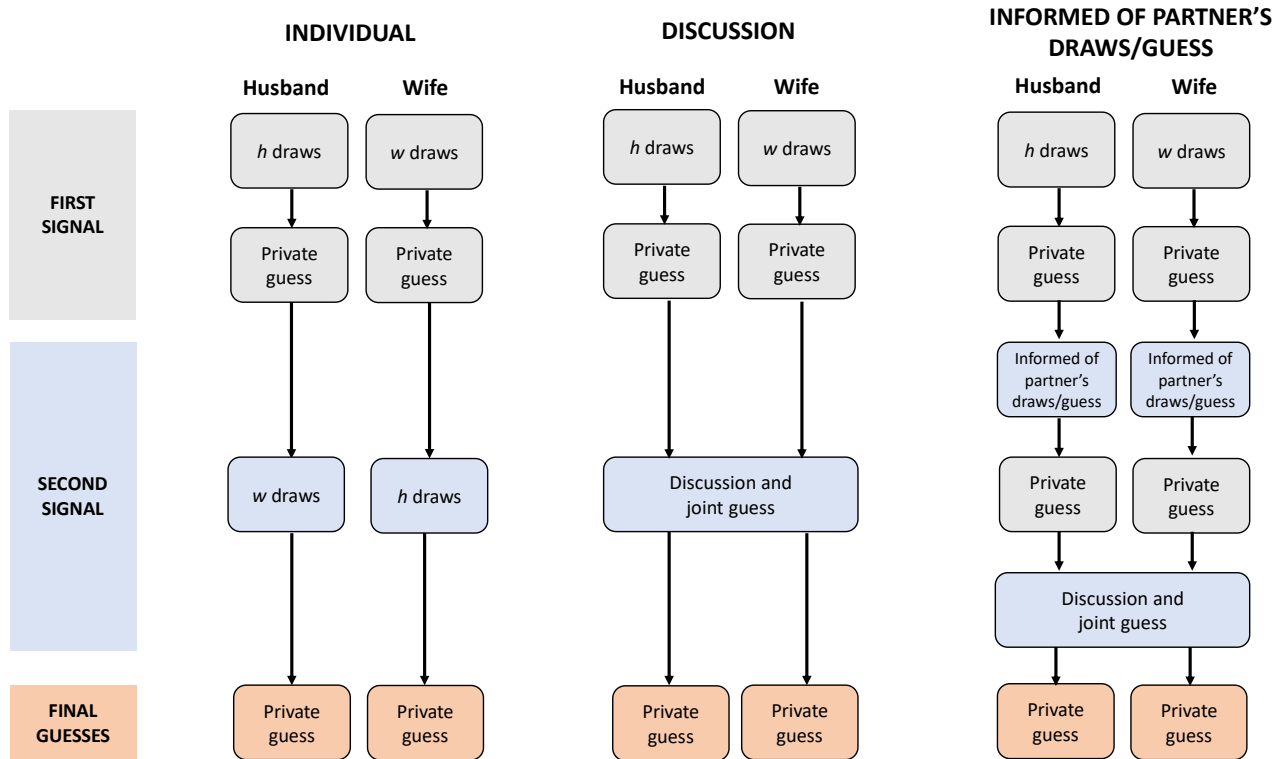 INDIVIDUAL
DISCUSSION
INFORMED OF PARTNER'S
DRAWS/GUESS
Husband
Wife
Husband
Wife
Husband
Wife
FIRST
SIGNAL
h draws
w draws
h draws
w draws
h draws
w draws
Private
guess
Private
guess
Private
guess
Private
guess
Private
guess
Private
guess
SECOND
SIGNAL
Informed of
partner's
draws/guess
Informed of
partner's
draws/guess
w draws
h draws
Discussion and
joint guess
Private
guess
Private
guess
Discussion and
joint guess
FINAL
GUESSES
Private
guess
Private
guess
Private
guess
Private
guess
Private
guess
Private
guess